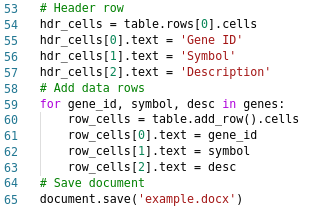 53 # Header row
54 hdr_cells = table.rows[0].cells
55 hdr_cells[0].text = 'Gene ID'
56 hdr_cells[1].text = 'Symbol'
57 hdr_cells[2].text = 'Description'
58 # Add data rows
59 for gene_id, symbol, desc in genes:
60     row_cells = table.add_row().cells
61     row_cells[0].text = gene_id
62     row_cells[1].text = symbol
63     row_cells[2].text = desc
64 # Save document
65 document.save('example.docx')